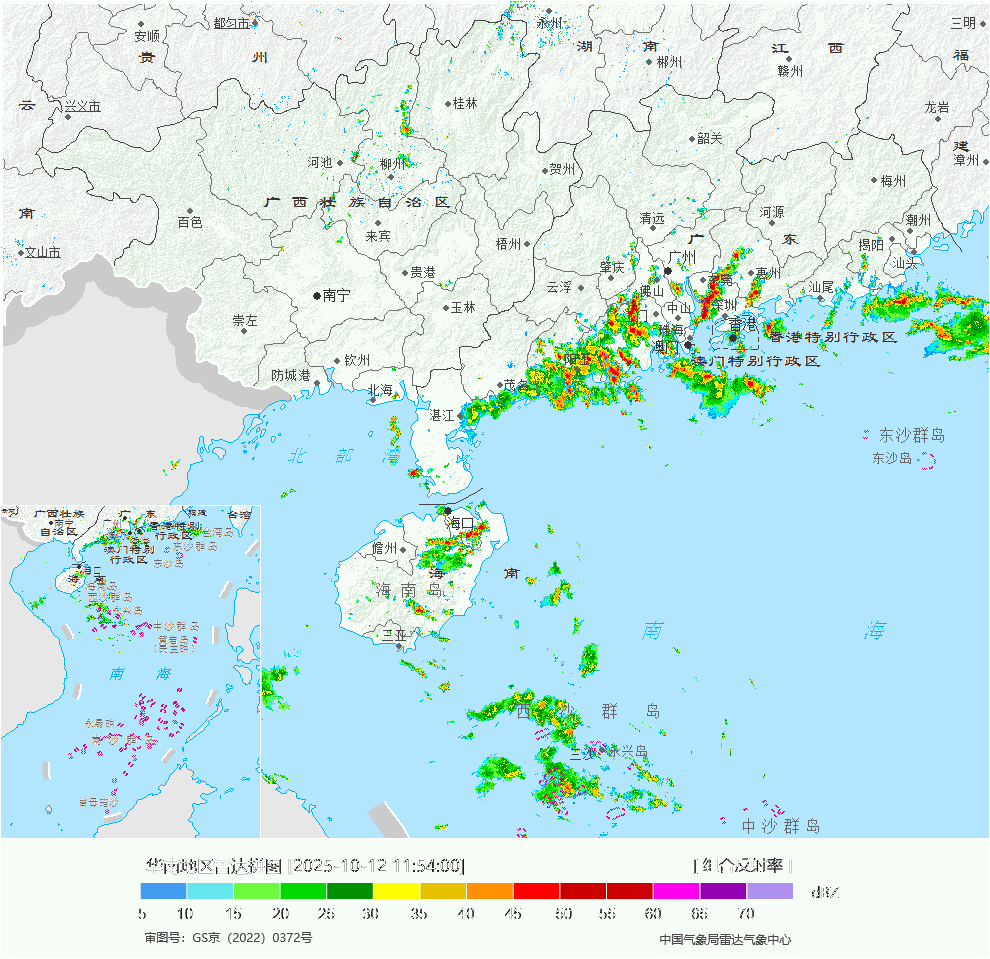 永州
三明
安顺
都匀市
贵
州
湖
南
江
西
福
郴州
赣州
云
兴义市
桂林
龙岩
韶关
建
河池
柳州
贺州
漳州
梅州
广西壮族自治区
南
百色
清远
河源
潮州
来宾
梧州
广
东
揭阳
文山市
广州
汕头
贵港
肇庆
惠州
云浮
佛山
汕尾
南宁
玉林
中山
深圳
崇左
珠海
香港
香港特别行政区
澳门
钦州
澳门特别行政区
防城港
茂名
北海
湛江
东沙群岛
北部湾
东沙岛
海口
儋州
海
南
海南岛
三亚
南
海
西沙群岛
三沙
永兴岛
中沙群岛
广西壮族
自治区
南宁
广东
台湾
香港特别
行政区
澳门特别
行政区
台湾岛
东沙群岛
东沙岛
海口
海南
海南岛
西沙群岛
永兴岛
中沙群岛
黄岩岛
南海
永暑礁
南沙群岛
曾母暗沙
华南地区雷达拼图 [2025-10-12 11:54:00]
[ 组合反射率 ]
dBZ
5 10 15 20 25 30 35 40 45 50 55 60 65 70
审图号：GS京（2022）0372号
中国气象局雷达气象中心